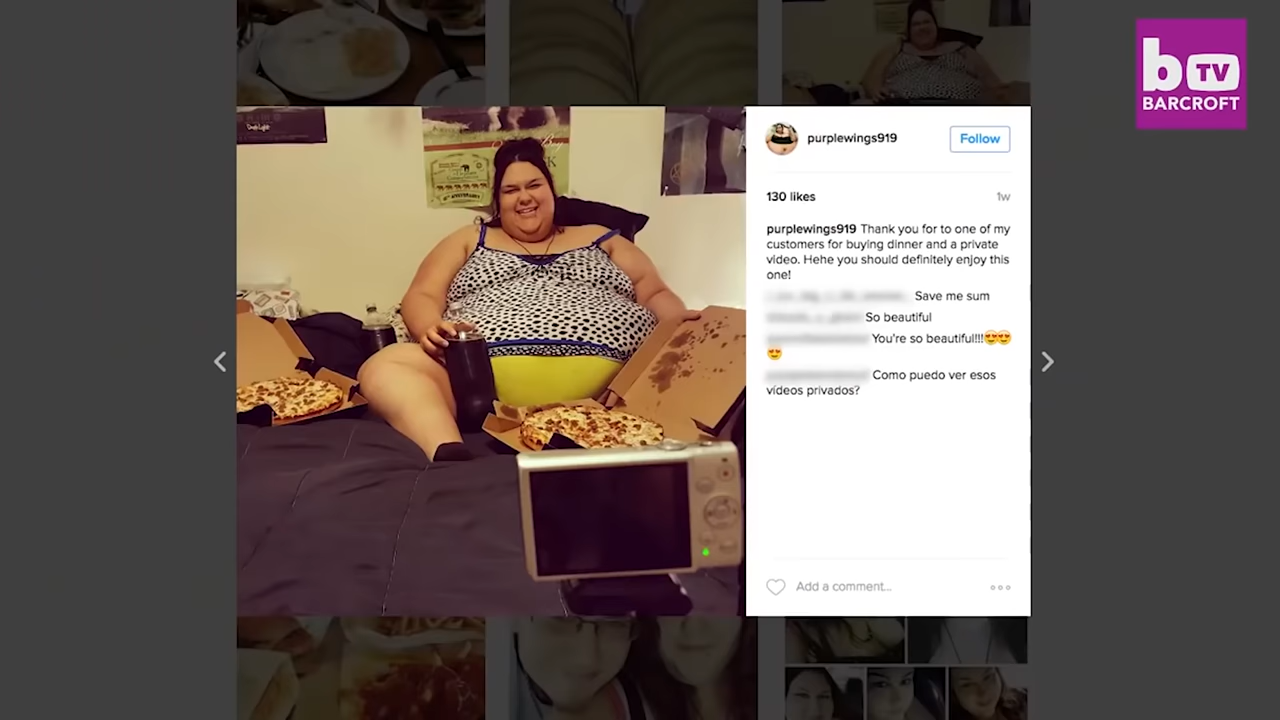 b TV
BARCROFT
purplewings919
Follow
130 likes
1w
purplewings919 Thank you for to one of my
customers for buying dinner and a private
video. Hehe you should definitely enjoy this
one!
Save me sum
So beautiful
You're so beautiful!!!😍😍
😍
Como puedo ver esos
vídeos privados?
Add a comment...